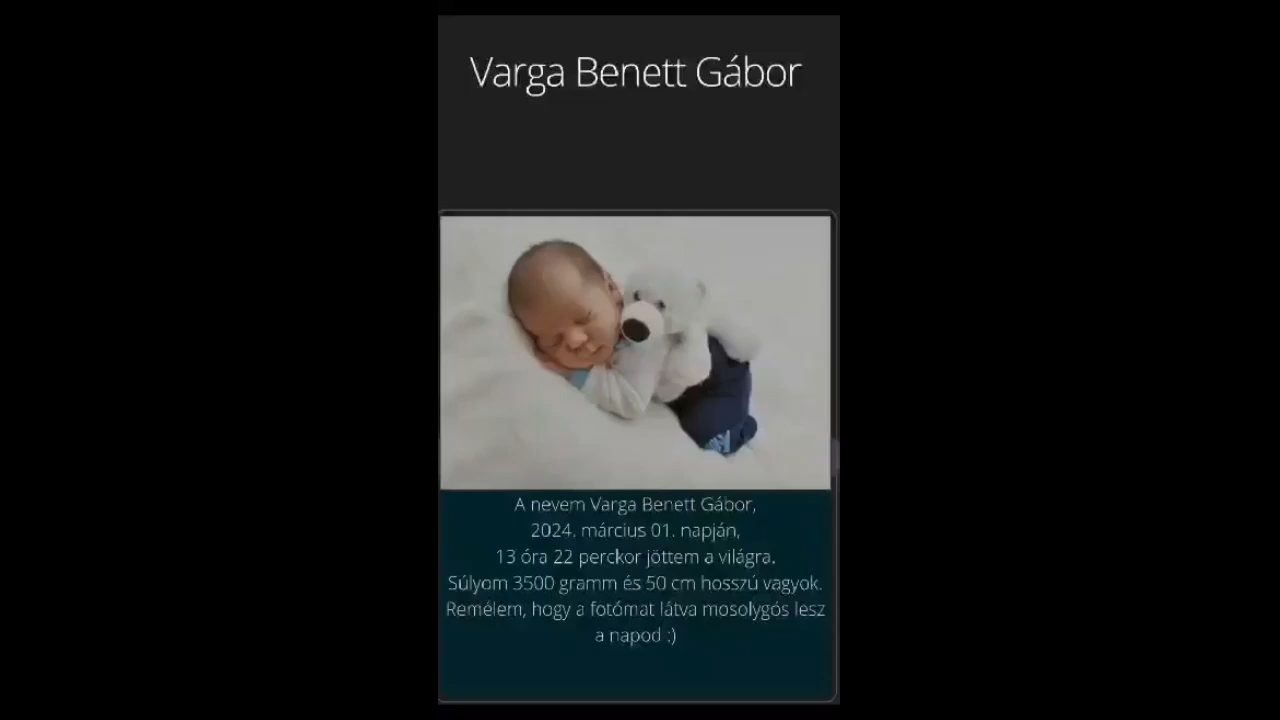 Varga Benett Gábor
A nevem Varga Benett Gábor,
2024. március 01. napján,
13 óra 22 perckor jöttem a világra.
Súlyom 3500 gramm és 50 cm hosszú vagyok.
Remélem, hogy a fotómat látva mosolygós lesz
a napod :)